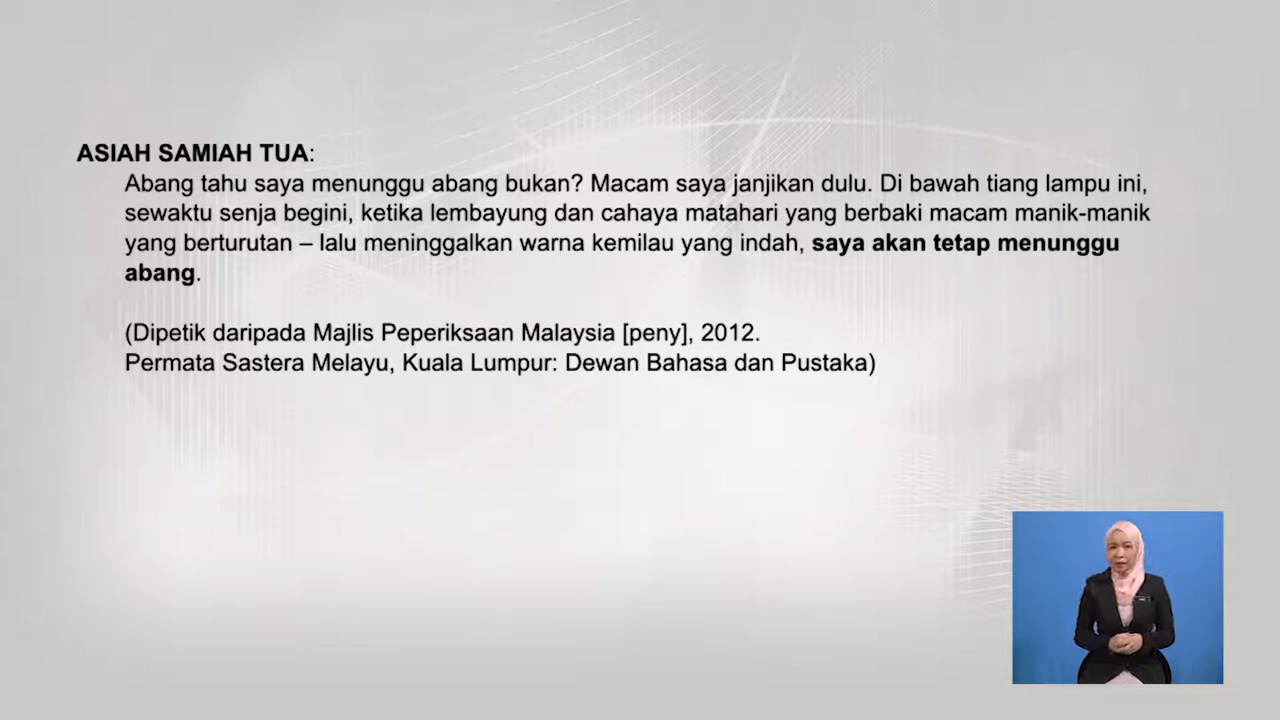 ASIAH SAMIAH TUA:
Abang tahu saya menunggu abang bukan? Macam saya janjikan dulu. Di bawah tiang lampu ini,
sewaktu senja begini, ketika lembayung dan cahaya matahari yang berbaki macam manik-manik
yang berturutan – lalu meninggalkan warna kemilau yang indah, saya akan tetap menunggu
abang.
(Dipetik daripada Majlis Peperiksaan Malaysia [peny], 2012.
Permata Sastera Melayu, Kuala Lumpur: Dewan Bahasa dan Pustaka)